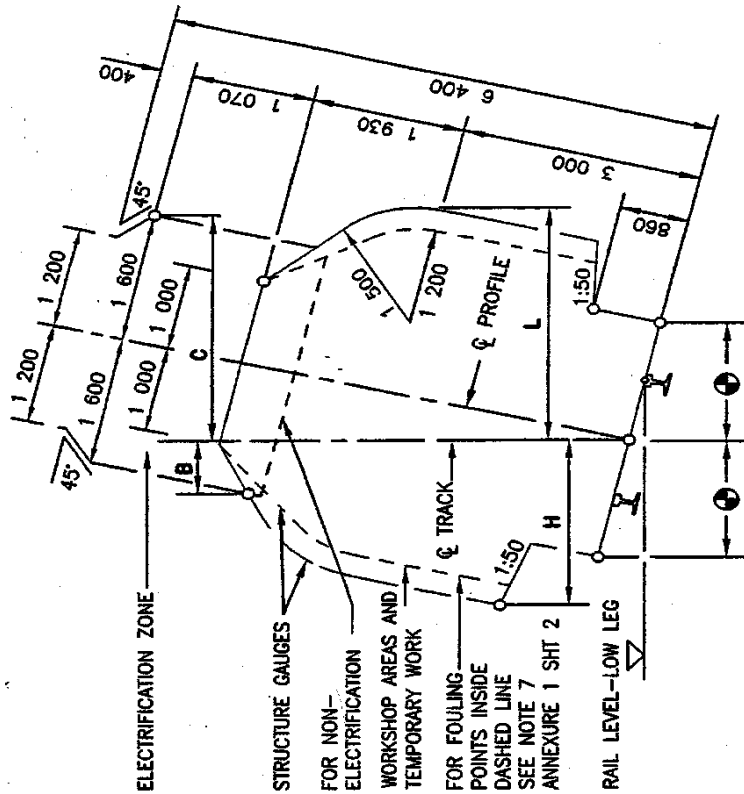 400
6 400
1 070
1 930
3 000
860
45°
45°
1 200
1 200
1 600
1 600
1 000
1 000
C
B
1 500
1 200
L
H
℄ PROFILE
℄ TRACK
1:50
1:50
ELECTRIFICATION ZONE
STRUCTURE GAUGES
FOR NON-
ELECTRIFICATION
WORKSHOP AREAS AND
TEMPORARY WORK
FOR FOULING
POINTS INSIDE
DASHED LINE
SEE NOTE 7
ANNEXURE 1 SHT 2
RAIL LEVEL-LOW LEG